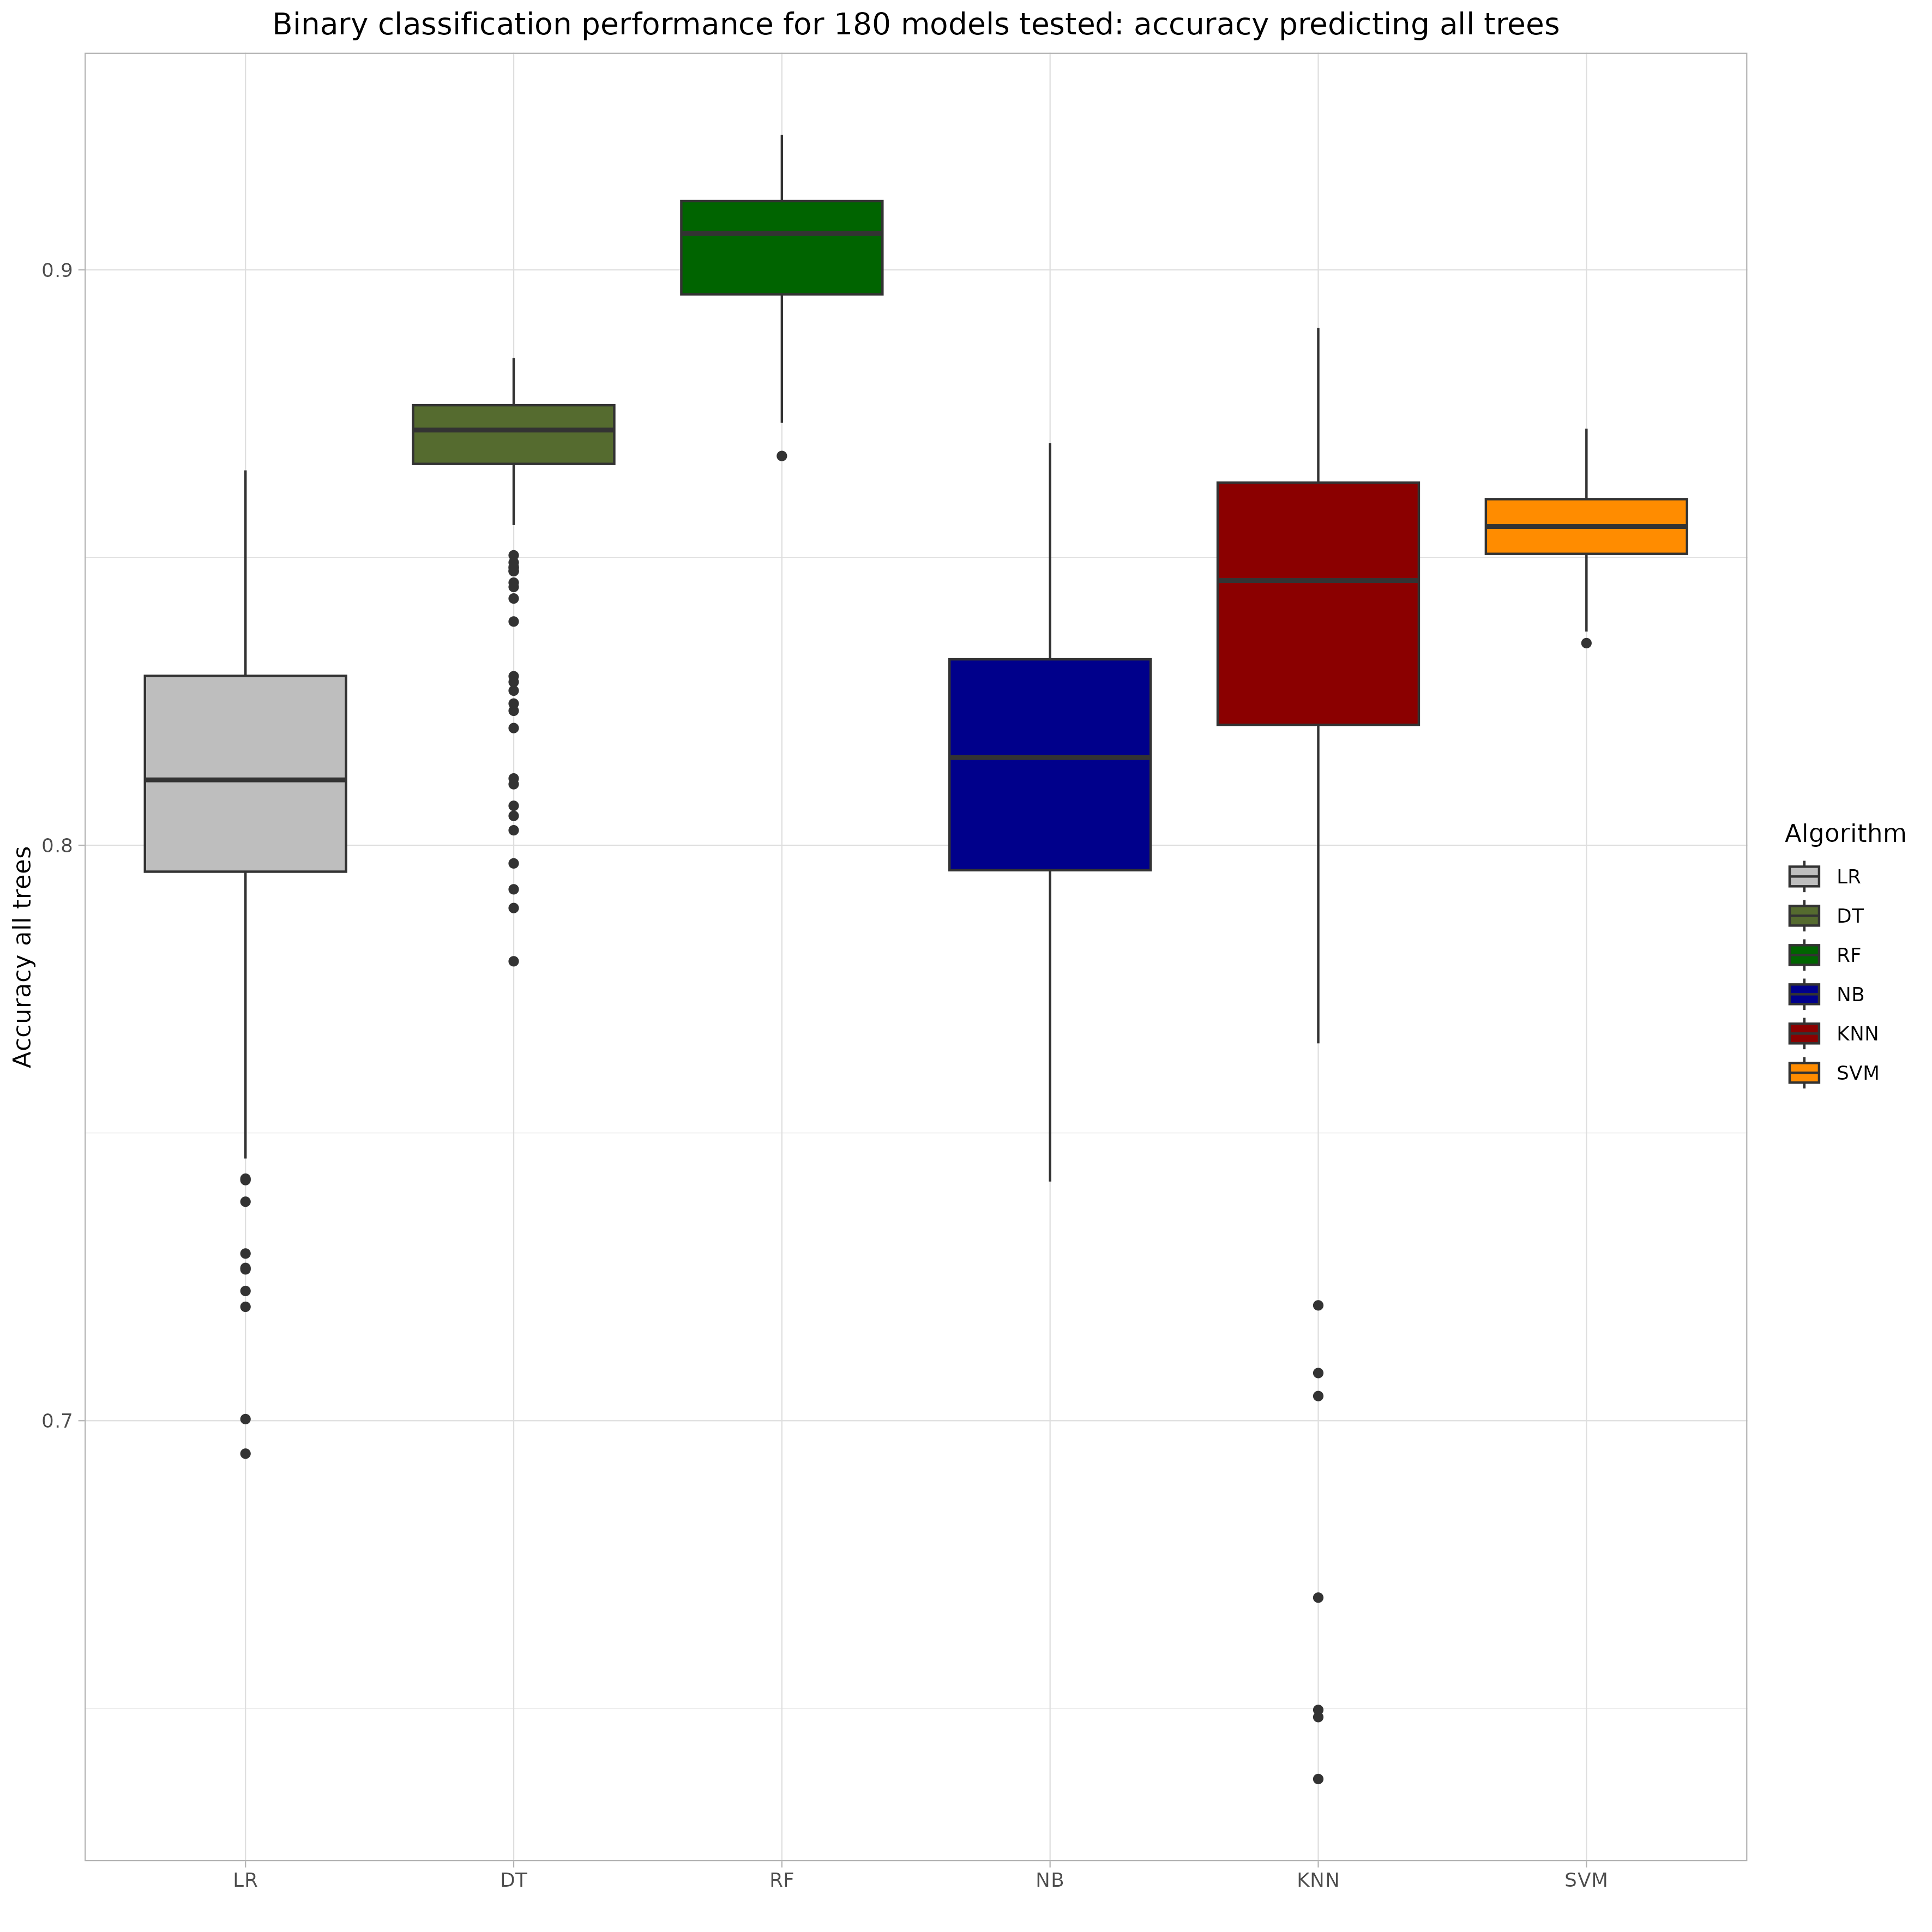 Binary classification performance for 180 models tested: accuracy predicting all trees
Accuracy all trees
0.9
0.8
0.7
LR DT RF NB KNN SVM
Algorithm
LR
DT
RF
NB
KNN
SVM